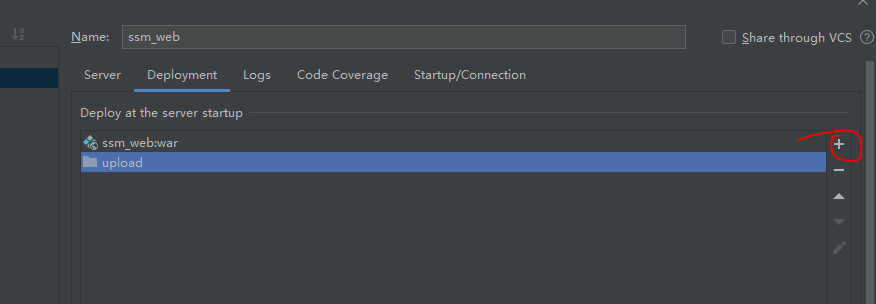 Name: ssm_web Share through VCS ?
Server Deployment Logs Code Coverage Startup/Connection
Deploy at the server startup
ssm_web:war
upload